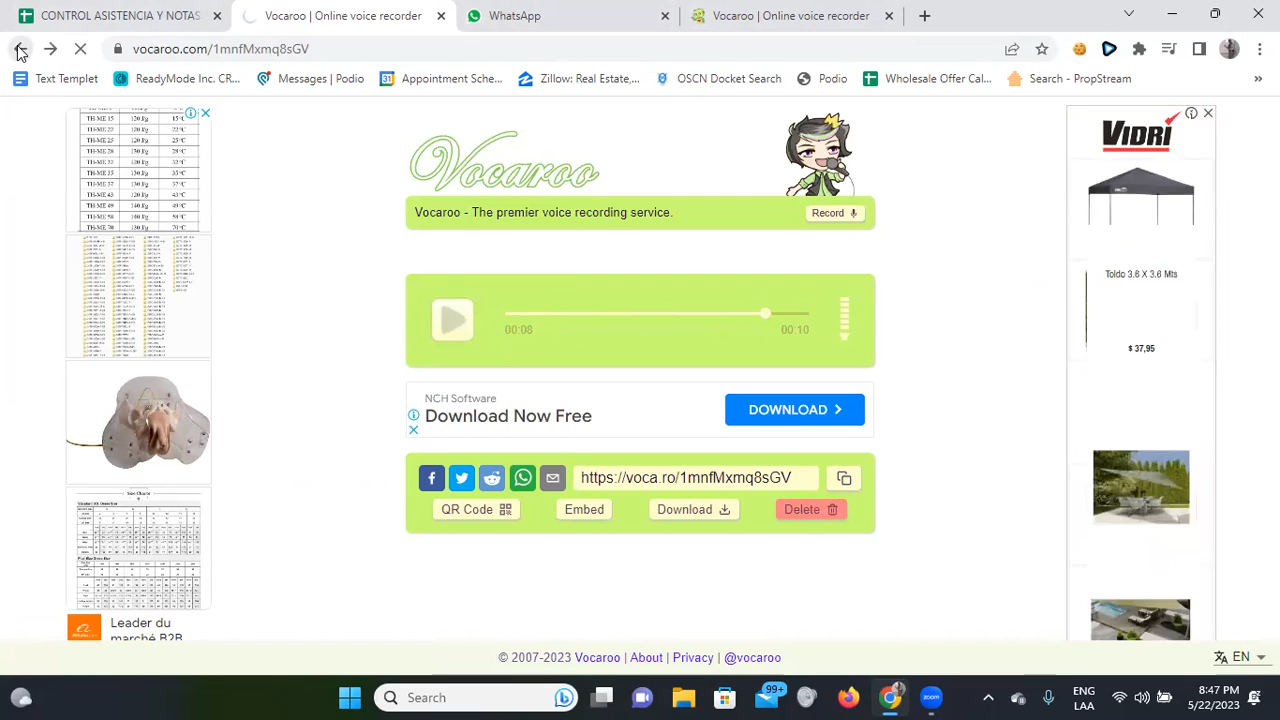 CONTROL ASISTENCIA Y NOTAS
Vocaroo | Online voice recorder
WhatsApp
Vocaroo | Online voice recorder
vocaroo.com/1mnfMxmq8sGV
Text Templet
ReadyMode Inc. CR...
Messages | Podio
Appointment Sche...
Zillow: Real Estate,...
OSCN Docket Search
Podio
Wholesale Offer Cal...
Search - PropStream
Vocaroo
Vocaroo - The premier voice recording service.
Record
00:08
00:10
NCH Software
Download Now Free
DOWNLOAD
https://voca.ro/1mnfMxmq8sGV
QR Code
Embed
Download
Delete
Leader du
marché B2B
VIDRI
Toldo 3.6 X 3.6 Mts
$ 37,95
© 2007-2023 Vocaroo | About | Privacy | @vocaroo
EN
Search
99+
zoom
ENG
LAA
8:47 PM
5/22/2023